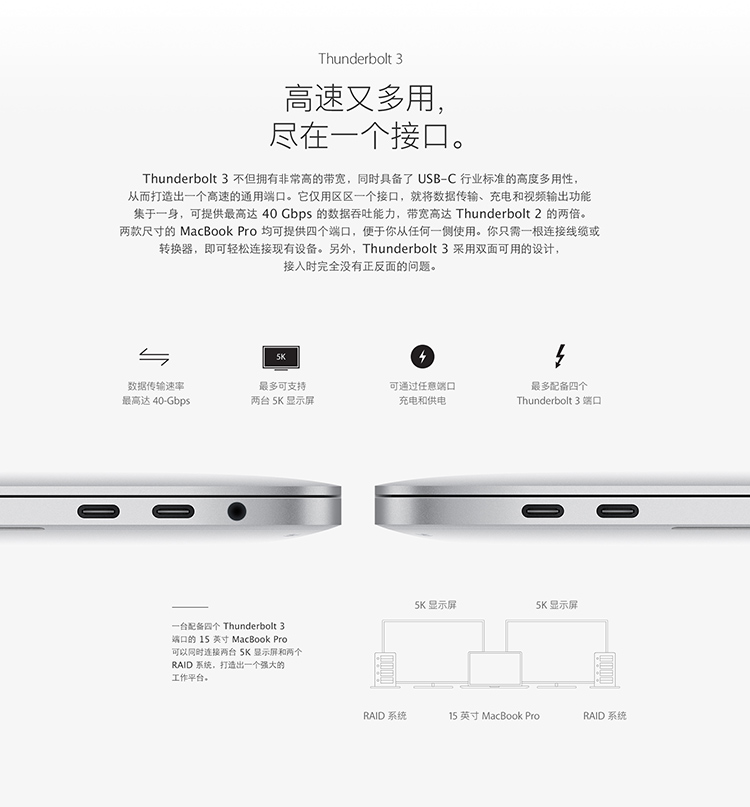 Thunderbolt 3
高速又多用，
尽在一个接口。
Thunderbolt 3 不但拥有非常高的带宽，同时具备了 USB-C 行业标准的高度多用性，
从而打造出一个高速的通用端口。它仅用区区一个接口，就将数据传输、充电和视频输出功能
集于一身，可提供最高达 40 Gbps 的数据吞吐能力，带宽高达 Thunderbolt 2 的两倍。
两款尺寸的 MacBook Pro 均可提供四个端口，便于你从任何一侧使用。你只需一根连接线缆或
转换器，即可轻松连接现有设备。另外，Thunderbolt 3 采用双面可用的设计，
接入时完全没有正反面的问题。
5K
数据传输速率
最高达 40-Gbps
最多可支持
两台 5K 显示屏
可通过任意端口
充电和供电
最多配备四个
Thunderbolt 3 端口
一台配备四个 Thunderbolt 3
端口的 15 英寸 MacBook Pro
可以同时连接两台 5K 显示屏和两个
RAID 系统，打造出一个强大的
工作平台。
5K 显示屏
5K 显示屏
RAID 系统
15 英寸 MacBook Pro
RAID 系统